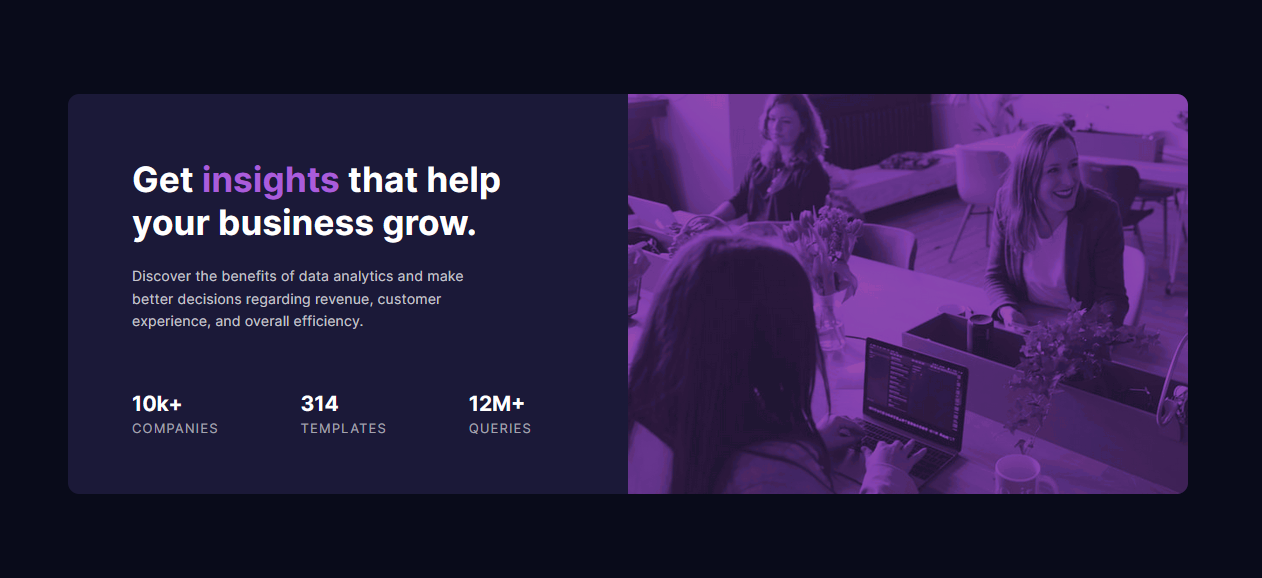 Get insights that help
your business grow.
Discover the benefits of data analytics and make
better decisions regarding revenue, customer
experience, and overall efficiency.
10k+
COMPANIES
314
TEMPLATES
12M+
QUERIES